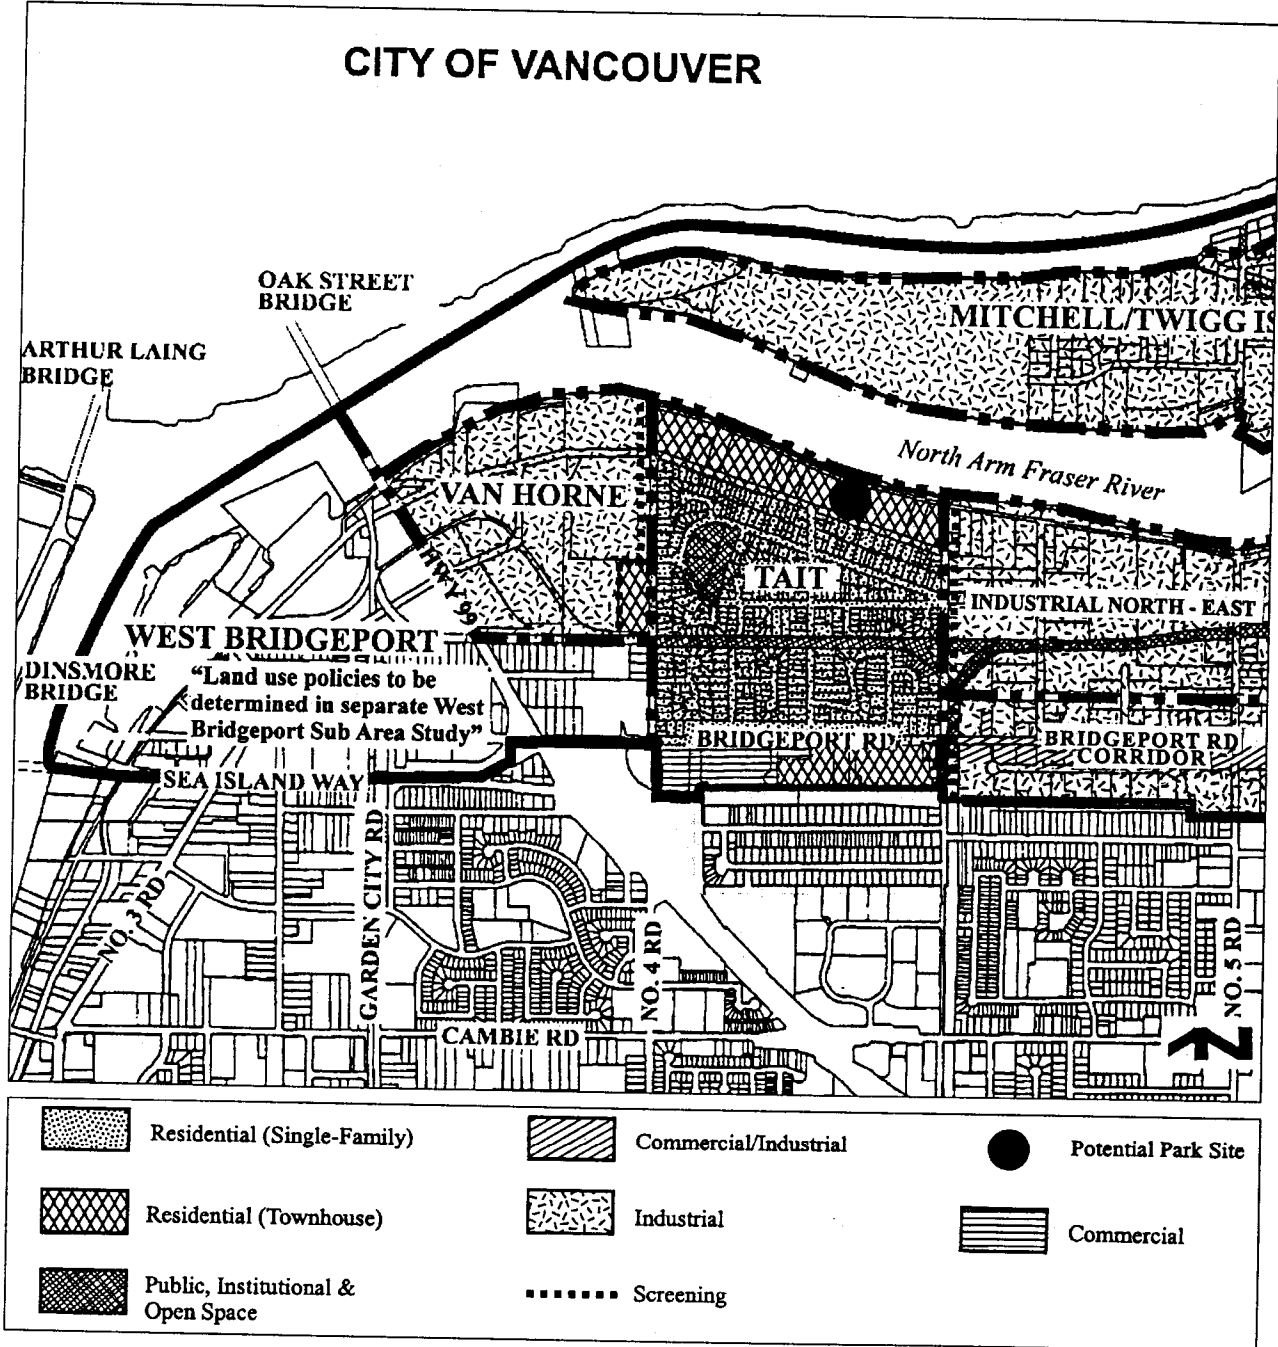 CITY OF VANCOUVER
OAK STREET
BRIDGE
ARTHUR LAING
BRIDGE
MITCHELL/TWIGG IS
North Arm Fraser River
VAN HORNE
HWY 99
TAIT
INDUSTRIAL NORTH - EAST
WEST BRIDGEPORT
DINSMORE
BRIDGE
“Land use policies to be
determined in separate West
Bridgeport Sub Area Study”
BRIDGEPORT RD
BRIDGEPORT RD
CORRIDOR
SEA ISLAND WAY
GARDEN CITY RD
NO. 3 RD
NO. 4 RD
NO. 5 RD
CAMBIE RD
N
Residential (Single-Family)
Commercial/Industrial
Potential Park Site
Residential (Townhouse)
Industrial
Commercial
Public, Institutional &
Open Space
Screening